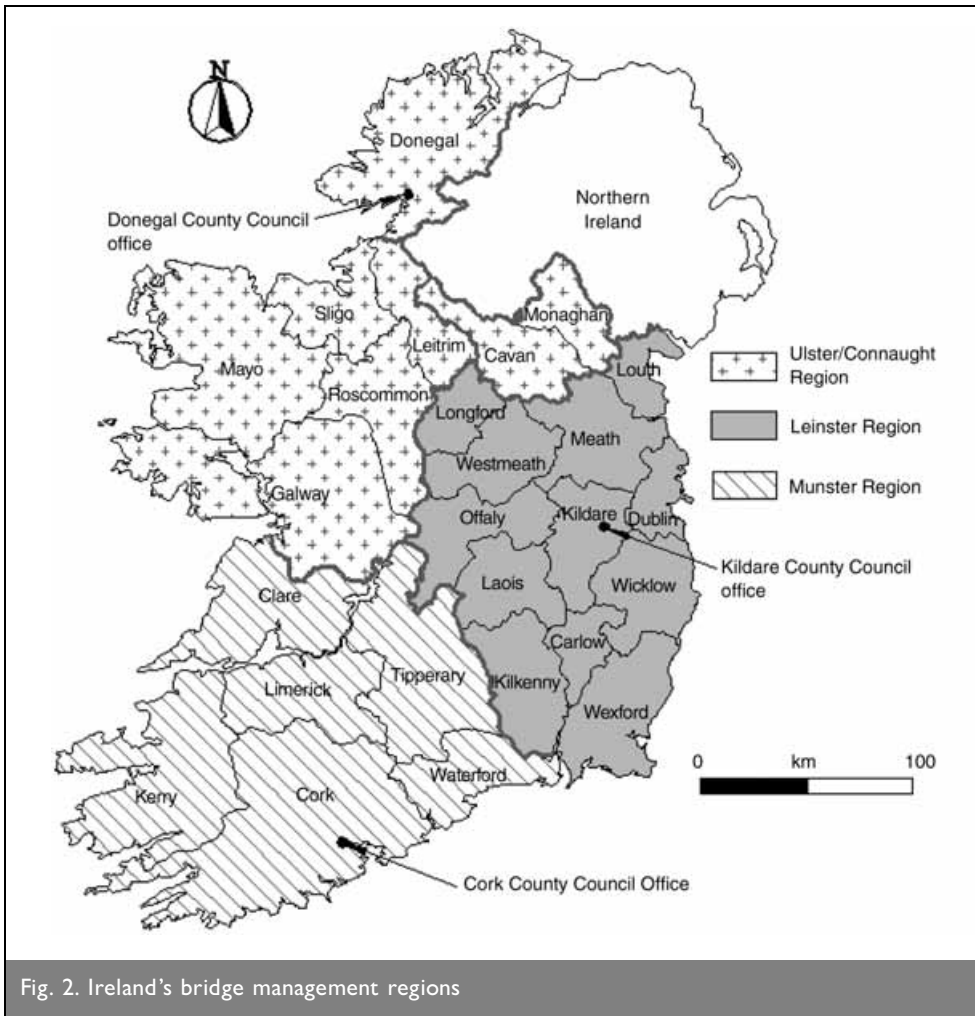 N
Donegal
Donegal County Council
office
Northern
Ireland
Sligo
Leitrim
Monaghan
Cavan
Mayo
Roscommon
Louth
Longford
Meath
Westmeath
Galway
Offaly
Kildare
Dublin
Ulster/Connaught
Region
Leinster Region
Munster Region
Kildare County Council
office
Clare
Laois
Wicklow
Carlow
Tipperary
Limerick
Kilkenny
Wexford
Waterford
Kerry
Cork
0 km 100
Cork County Council Office
Fig. 2. Ireland's bridge management regions